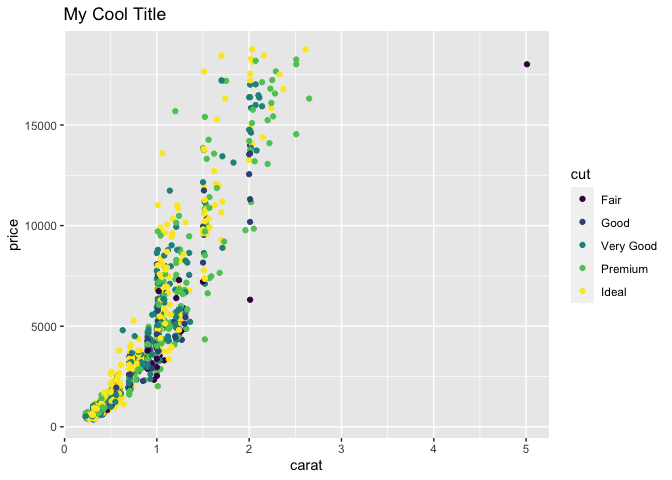 My Cool Title
15000
10000
5000
0
price
0 1 2 3 4 5
carat
cut
Fair
Good
Very Good
Premium
Ideal